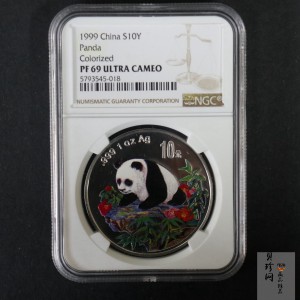 1999 China S10Y
Panda
Colorized
PF 69 ULTRA CAMEO
5793545-018
NGC
NUMISMATIC GUARANTY CORPORATION
.999 1 oz Ag 10元